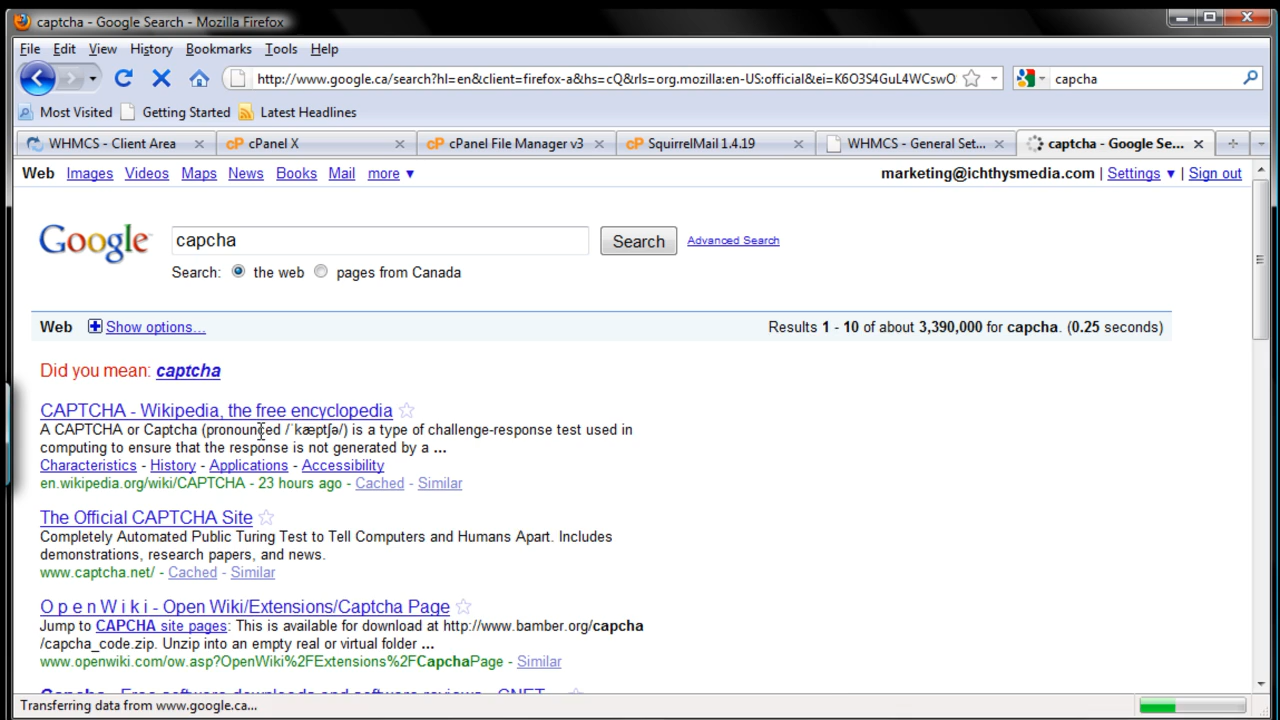 captcha - Google Search - Mozilla Firefox
File Edit View History Bookmarks Tools Help
http://www.google.ca/search?hl=en&client=firefox-a&hs=cQ&rls=org.mozilla:en-US:official&ei=K6O3S4GuL4WCswO capcha
Most Visited Getting Started Latest Headlines
WHMCS - Client Area cPanel X cPanel File Manager v3 SquirrelMail 1.4.19 WHMCS - General Set... captcha - Google Se...
Web Images Videos Maps News Books Mail more ▼ marketing@ichthysmedia.com | Settings ▼ | Sign out
Google capcha Search Advanced Search
Search: the web pages from Canada
Web Show options... Results 1 - 10 of about 3,390,000 for capcha. (0.25 seconds)
Did you mean: captcha
CAPTCHA - Wikipedia, the free encyclopedia
A CAPTCHA or Captcha (pronounced /ˈkæptʃə/) is a type of challenge-response test used in
computing to ensure that the response is not generated by a ...
Characteristics - History - Applications - Accessibility
en.wikipedia.org/wiki/CAPTCHA - 23 hours ago - Cached - Similar
The Official CAPTCHA Site
Completely Automated Public Turing Test to Tell Computers and Humans Apart. Includes
demonstrations, research papers, and news.
www.captcha.net/ - Cached - Similar
O p e n W i k i - Open Wiki/Extensions/Captcha Page
Jump to CAPCHA site pages: This is available for download at http://www.bamber.org/capcha
/capcha_code.zip. Unzip into an empty real or virtual folder ...
www.openwiki.com/ow.asp?OpenWiki%2FExtensions%2FCapchaPage - Similar
Capcha - Free software downloads and software reviews - CNET
Transferring data from www.google.ca...